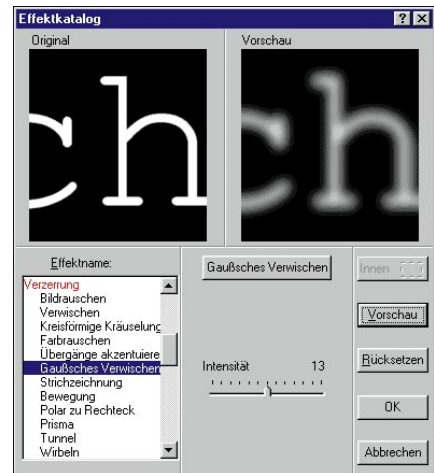 Effektkatalog
Original
Vorschau
ch
ch
Effektname:
Verzerrung
Bildrauschen
Verwischen
Kreisförmige Kräuselung
Farbrauschen
Übergänge akzentuiere
Gaußsches Verwischen
Strichzeichnung
Bewegung
Polar zu Rechteck
Prisma
Tunnel
Wirbeln
Gaußsches Verwischen
Intensität 13
Innen
Vorschau
Rücksetzen
OK
Abbrechen